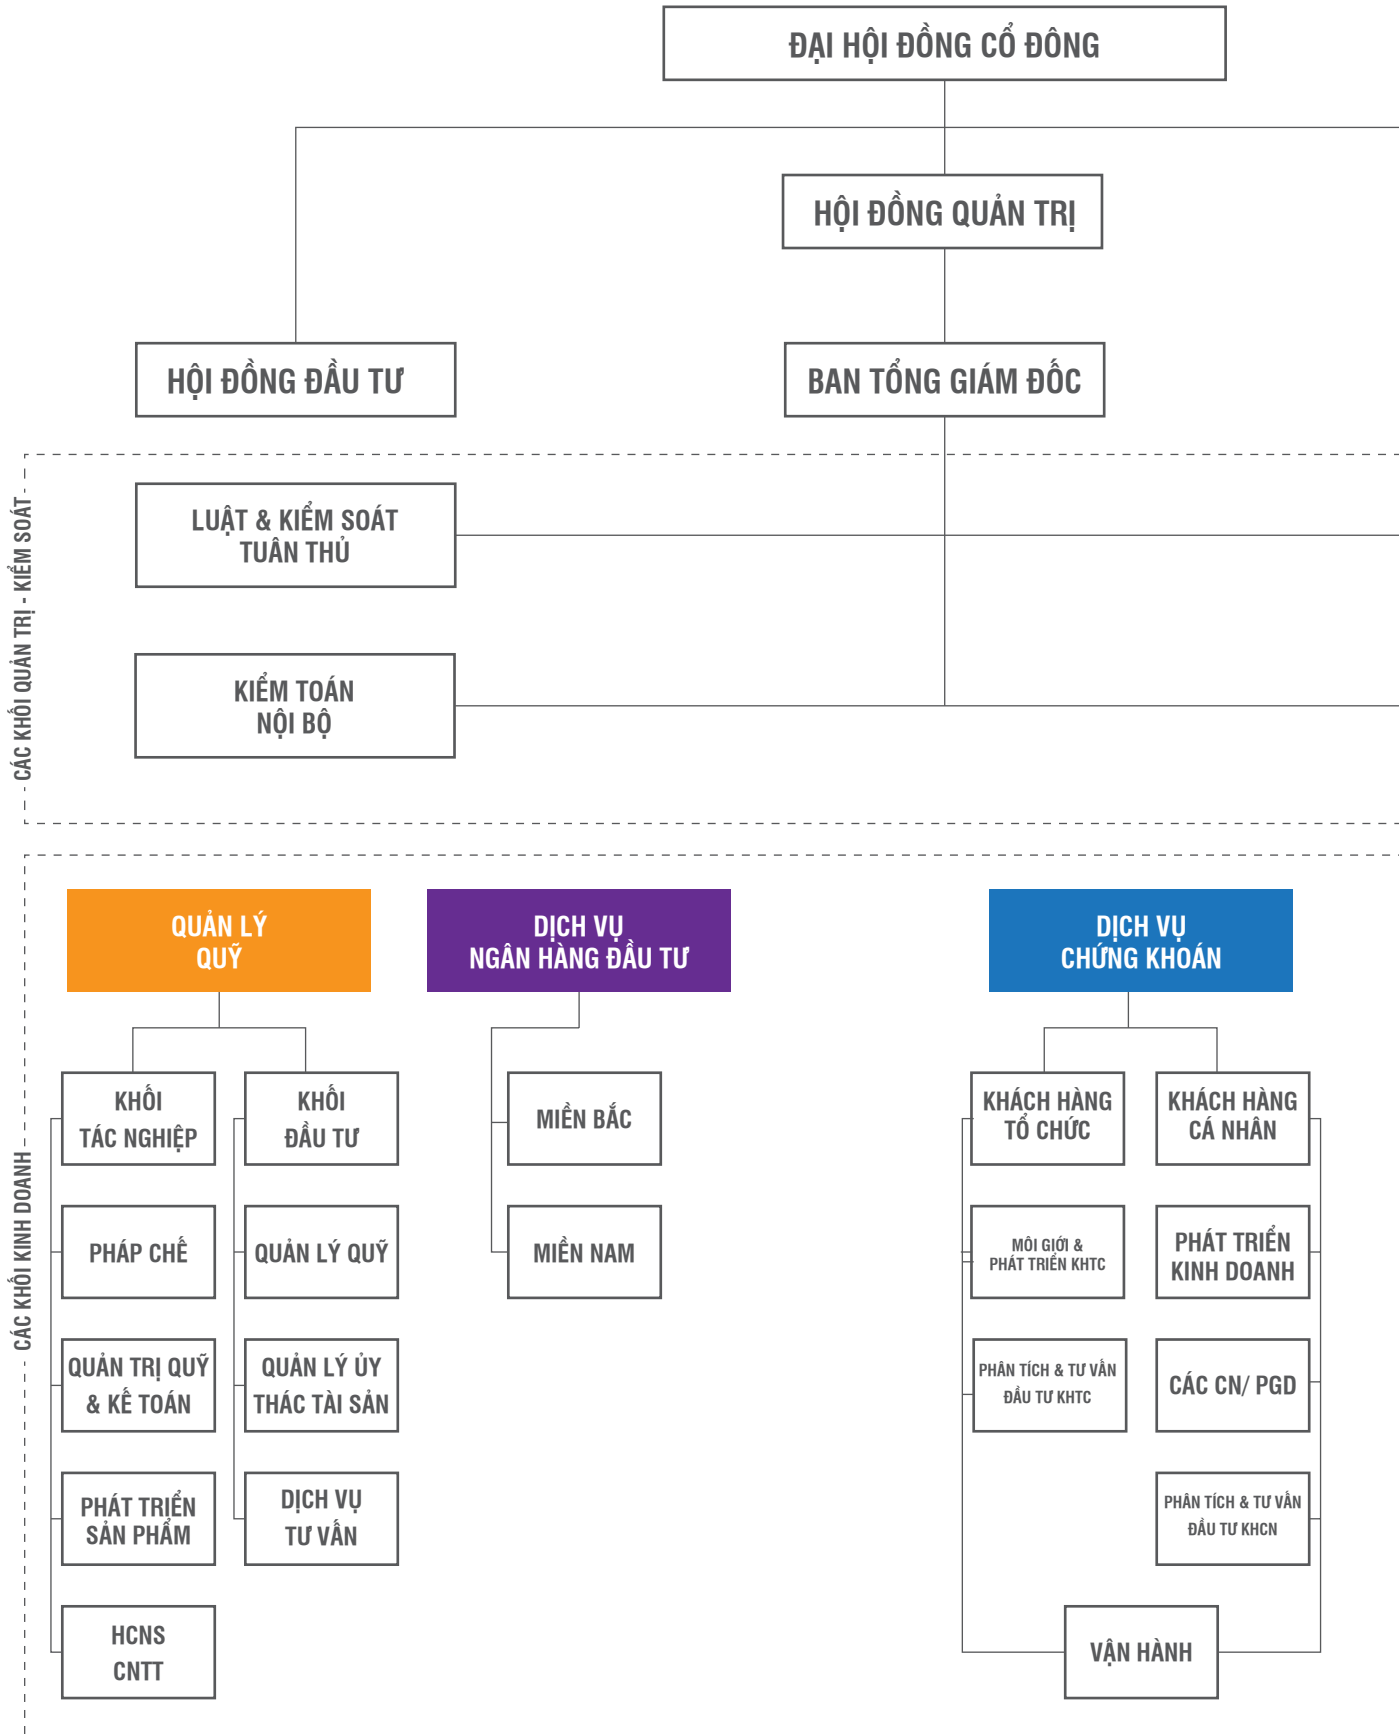 ĐẠI HỘI ĐỒNG CỔ ĐÔNG
HỘI ĐỒNG QUẢN TRỊ
HỘI ĐỒNG ĐẦU TƯ
BAN TỔNG GIÁM ĐỐC
CÁC KHỐI QUẢN TRỊ - KIỂM SOÁT
LUẬT & KIỂM SOÁT
TUÂN THỦ
KIỂM TOÁN
NỘI BỘ
CÁC KHỐI KINH DOANH
QUẢN LÝ
QUỸ
KHỐI
TÁC NGHIỆP
PHÁP CHẾ
QUẢN TRỊ QUỸ
& KẾ TOÁN
PHÁT TRIỂN
SẢN PHẨM
HCNS
CNTT
KHỐI
ĐẦU TƯ
QUẢN LÝ QUỸ
QUẢN LÝ ỦY
THÁC TÀI SẢN
DỊCH VỤ
TƯ VẤN
DỊCH VỤ
NGÂN HÀNG ĐẦU TƯ
MIỀN BẮC
MIỀN NAM
DỊCH VỤ
CHỨNG KHOÁN
KHÁCH HÀNG
TỔ CHỨC
MÔI GIỚI &
PHÁT TRIỂN KHTC
PHÂN TÍCH & TƯ VẤN
ĐẦU TƯ KHTC
KHÁCH HÀNG
CÁ NHÂN
PHÁT TRIỂN
KINH DOANH
CÁC CN/ PGD
PHÂN TÍCH & TƯ VẤN
ĐẦU TƯ KHCN
VẬN HÀNH